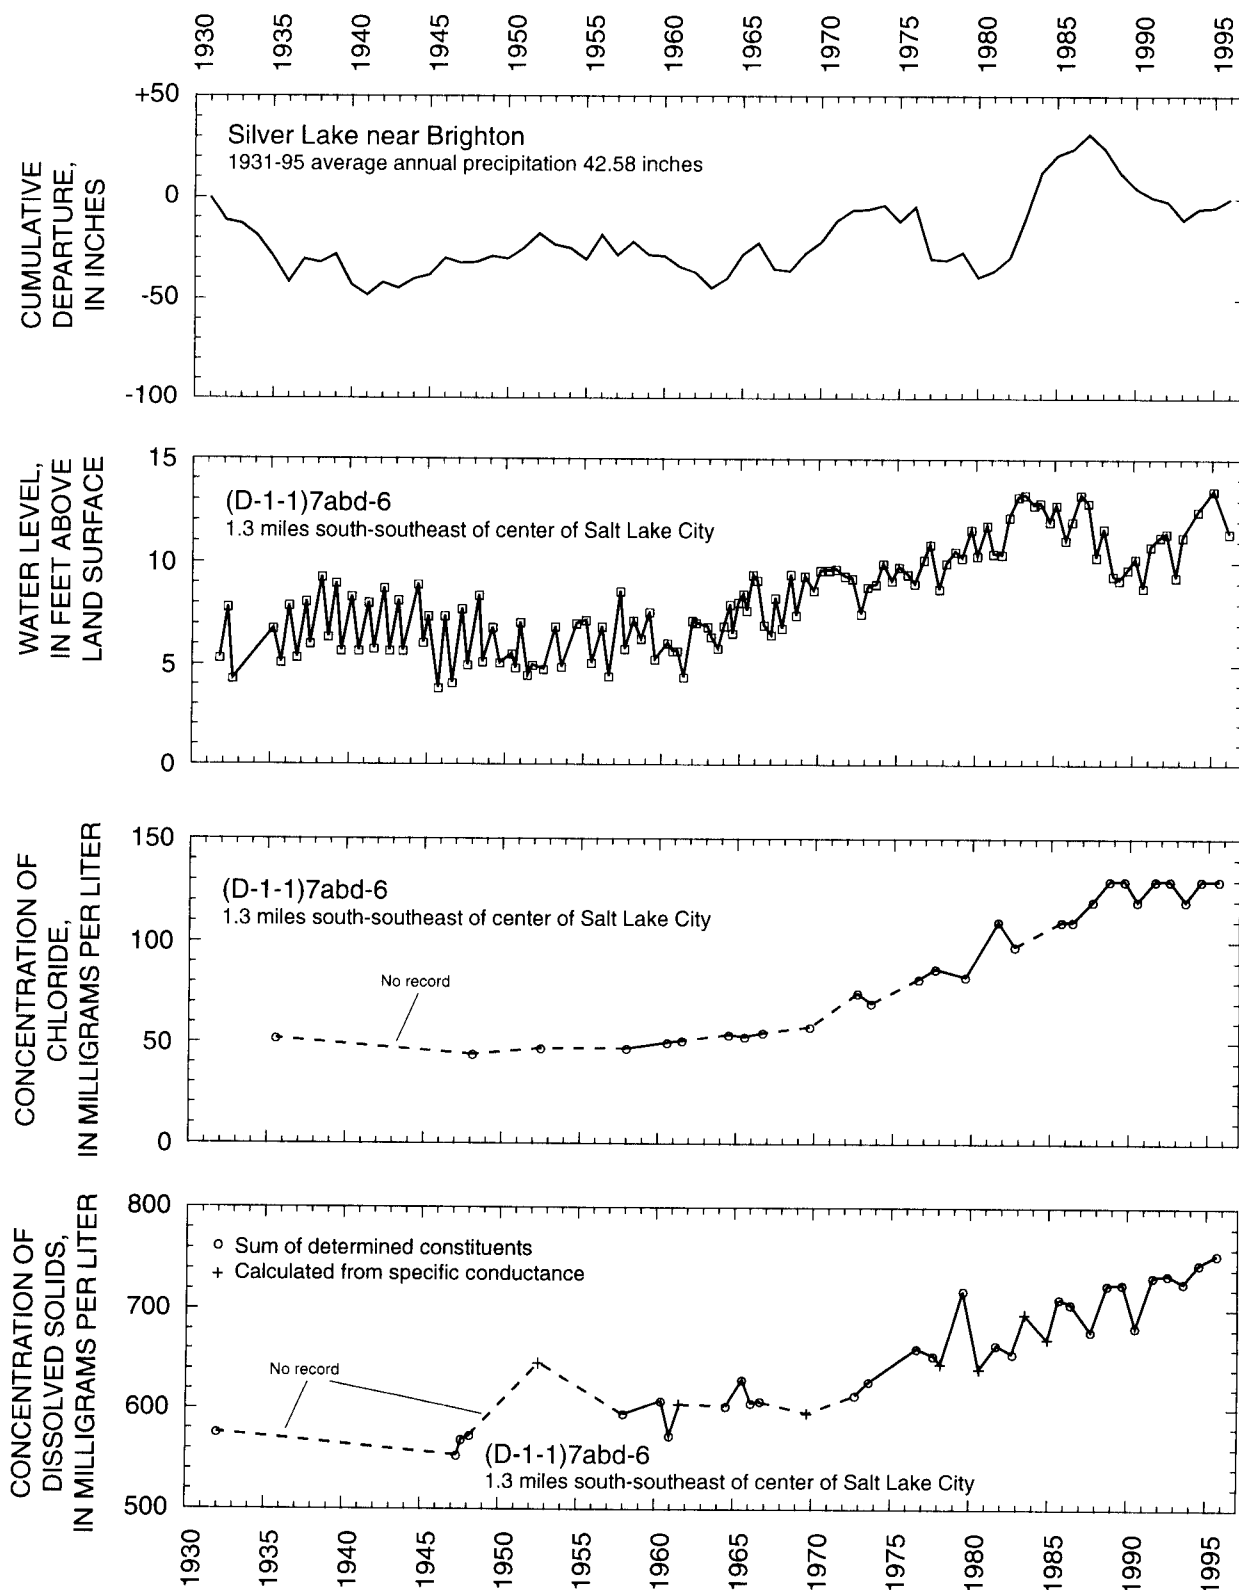 1930 1935 1940 1945 1950 1955 1960 1965 1970 1975 1980 1985 1990 1995
CUMULATIVE
DEPARTURE,
IN INCHES
+50
0
-50
-100
Silver Lake near Brighton
1931-95 average annual precipitation 42.58 inches
WATER LEVEL,
IN FEET ABOVE
LAND SURFACE
15
10
5
0
(D-1-1)7abd-6
1.3 miles south-southeast of center of Salt Lake City
CONCENTRATION OF
CHLORIDE,
IN MILLIGRAMS PER LITER
150
100
50
0
(D-1-1)7abd-6
1.3 miles south-southeast of center of Salt Lake City
No record
CONCENTRATION OF
DISSOLVED SOLIDS,
IN MILLIGRAMS PER LITER
800
700
600
500
Sum of determined constituents
+ Calculated from specific conductance
No record
(D-1-1)7abd-6
1.3 miles south-southeast of center of Salt Lake City
1930 1935 1940 1945 1950 1955 1960 1965 1970 1975 1980 1985 1990 1995